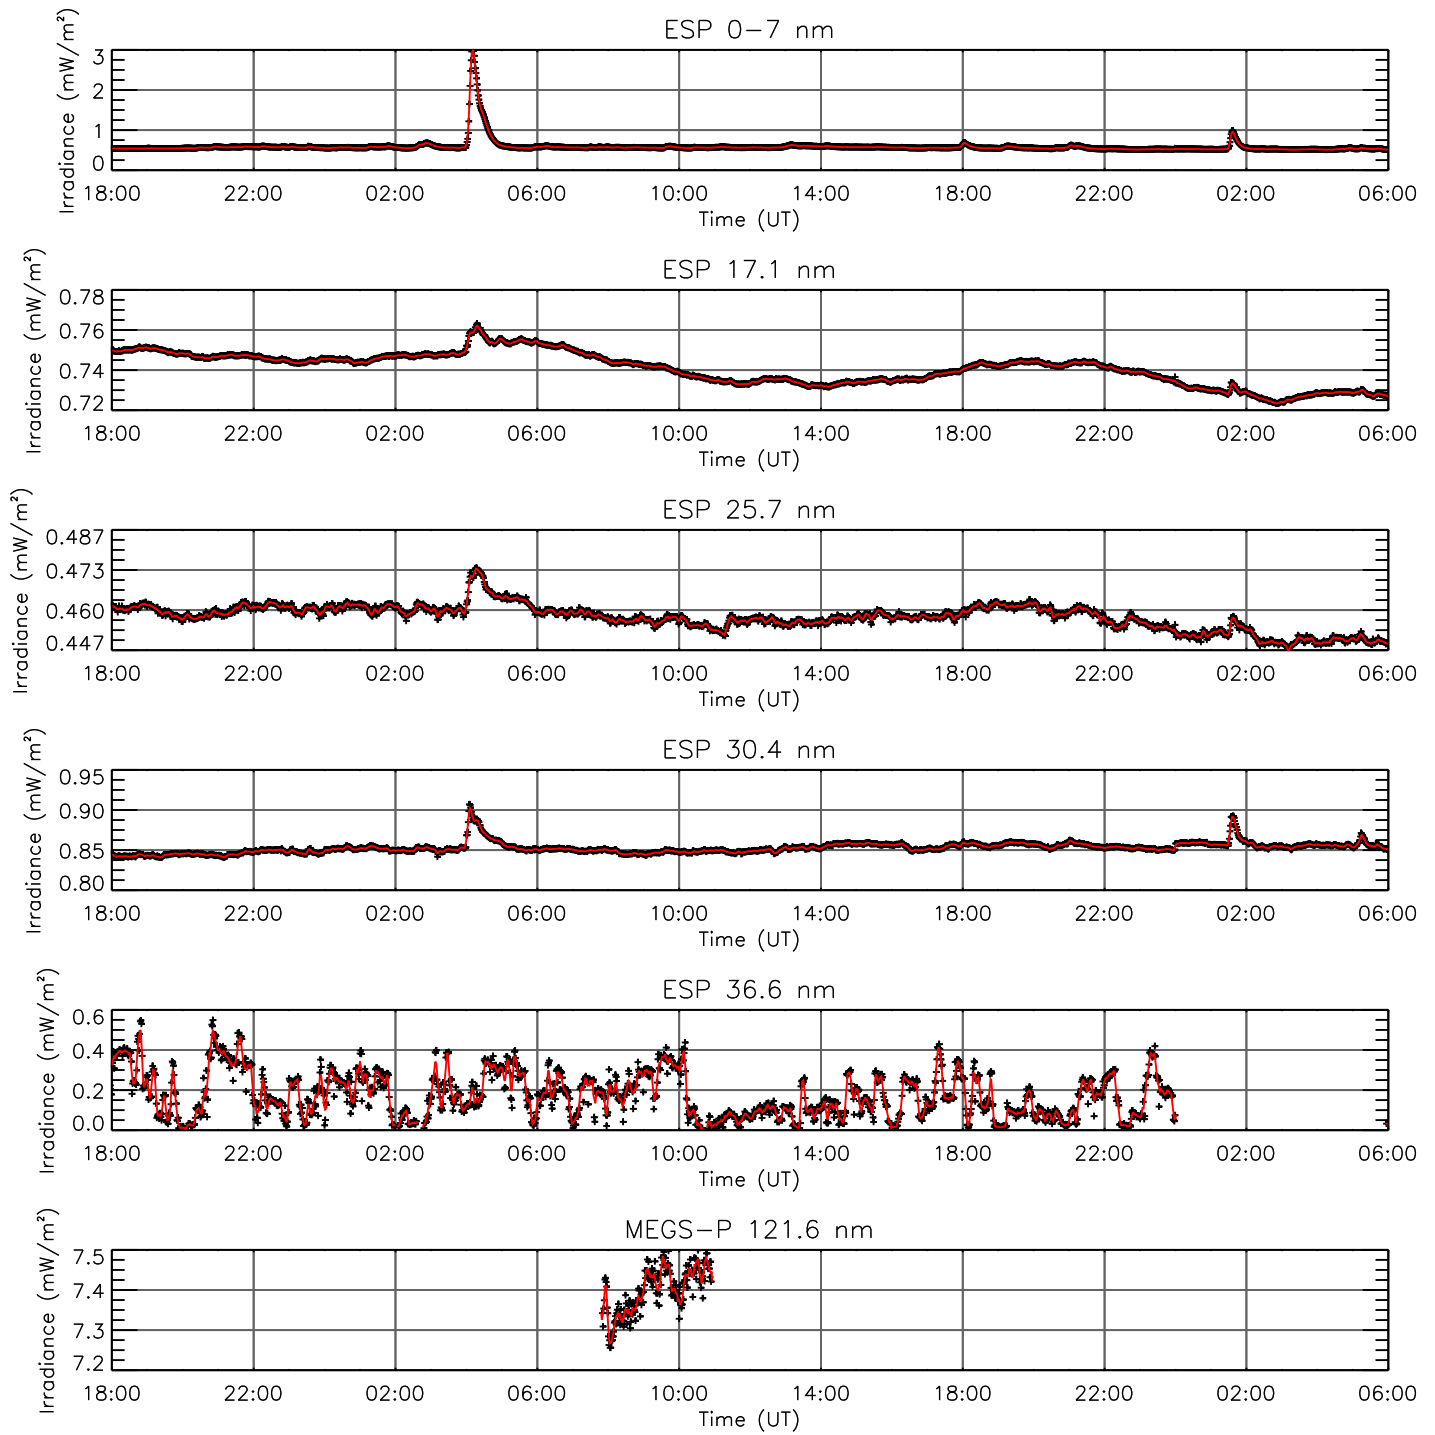 ESP 0-7 nm
Irradiance (mW/m²)
3
2
1
0
18:00 22:00 02:00 06:00 10:00 14:00 18:00 22:00 02:00 06:00
Time (UT)
ESP 17.1 nm
Irradiance (mW/m²)
0.78
0.76
0.74
0.72
18:00 22:00 02:00 06:00 10:00 14:00 18:00 22:00 02:00 06:00
Time (UT)
ESP 25.7 nm
Irradiance (mW/m²)
0.487
0.473
0.460
0.447
18:00 22:00 02:00 06:00 10:00 14:00 18:00 22:00 02:00 06:00
Time (UT)
ESP 30.4 nm
Irradiance (mW/m²)
0.95
0.90
0.85
0.80
18:00 22:00 02:00 06:00 10:00 14:00 18:00 22:00 02:00 06:00
Time (UT)
ESP 36.6 nm
Irradiance (mW/m²)
0.6
0.4
0.2
0.0
18:00 22:00 02:00 06:00 10:00 14:00 18:00 22:00 02:00 06:00
Time (UT)
MEGS-P 121.6 nm
Irradiance (mW/m²)
7.5
7.4
7.3
7.2
18:00 22:00 02:00 06:00 10:00 14:00 18:00 22:00 02:00 06:00
Time (UT)